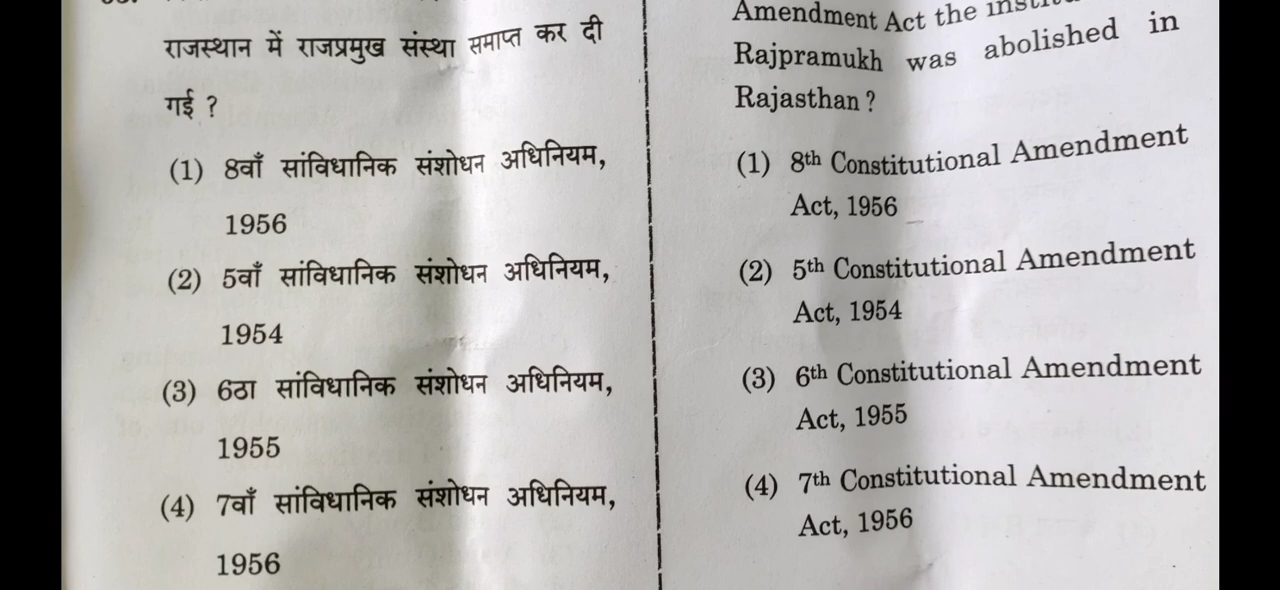 राजस्थान में राजप्रमुख संस्था समाप्त कर दी
गई ?
(1) 8वाँ सांविधानिक संशोधन अधिनियम,
1956
(2) 5वाँ सांविधानिक संशोधन अधिनियम,
1954
(3) 6ठा सांविधानिक संशोधन अधिनियम,
1955
(4) 7वाँ सांविधानिक संशोधन अधिनियम,
1956
Amendment Act the
Rajpramukh was abolished in
Rajasthan ?
(1) 8th Constitutional Amendment
Act, 1956
(2) 5th Constitutional Amendment
Act, 1954
(3) 6th Constitutional Amendment
Act, 1955
(4) 7th Constitutional Amendment
Act, 1956